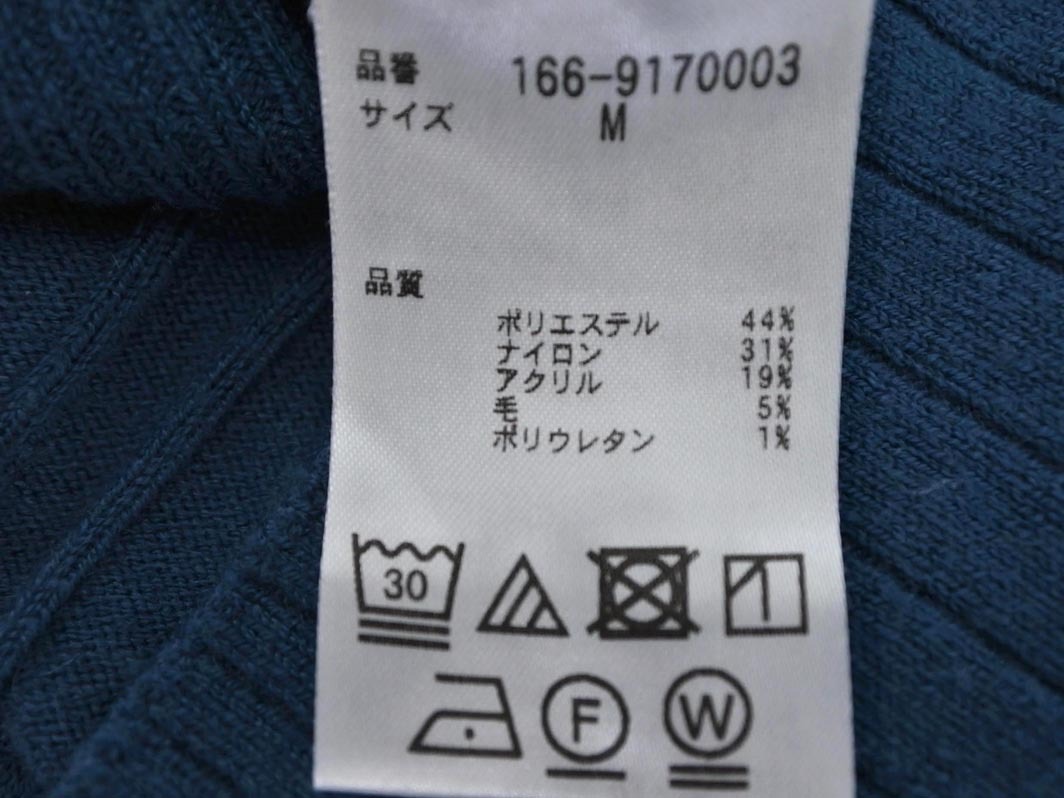 品番 166-9170003
サイズ M
品質
ポリエステル 44%
ナイロン 31%
アクリル 19%
毛 5%
ポリウレタン 1%
30
F W